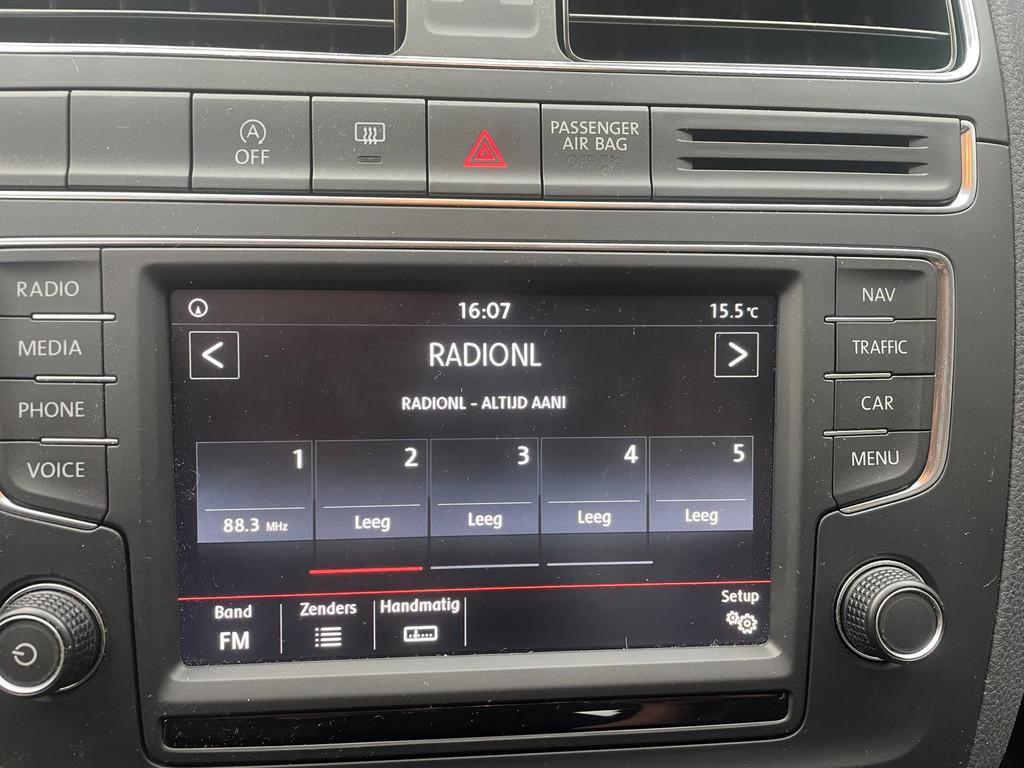 A
OFF
PASSENGER
AIR BAG
RADIO
MEDIA
PHONE
VOICE
16:07
15.5°C
<
RADIONL
>
RADIONL - ALTIJD AANI
1
2
3
4
5
88.3 MHz
Leeg
Leeg
Leeg
Leeg
Band
FM
Zenders
Handmatig
Setup
NAV
TRAFFIC
CAR
MENU